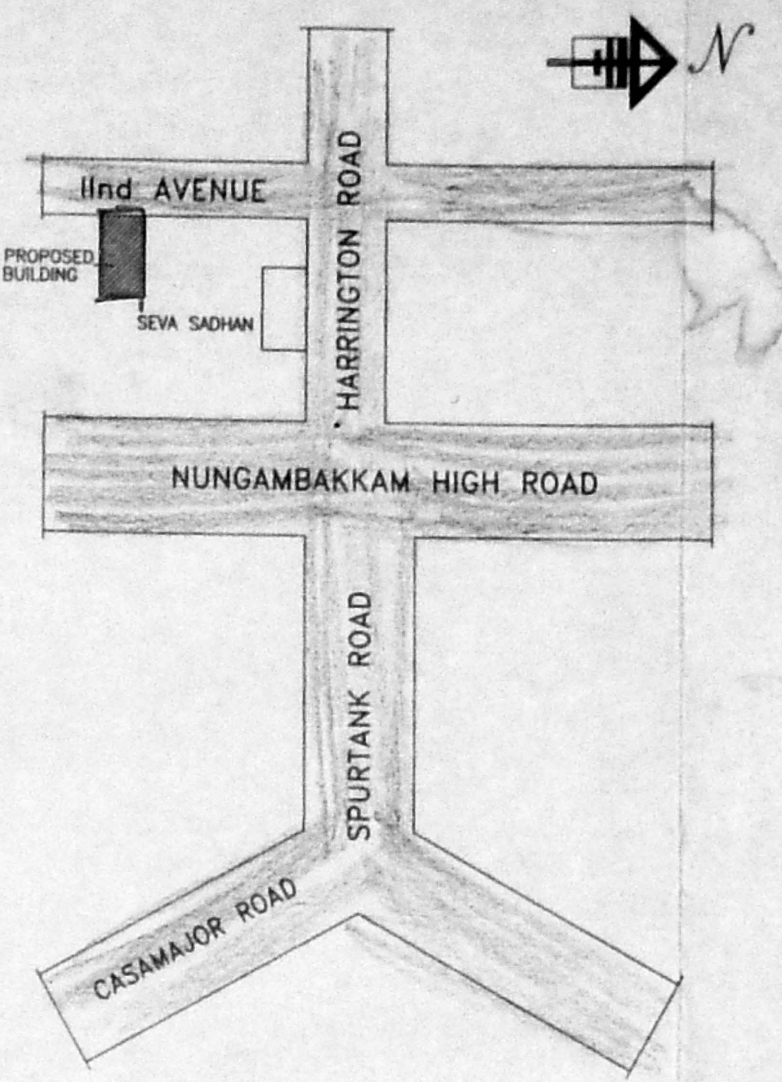 N
HARRINGTON ROAD
IInd AVENUE
PROPOSED
BUILDING
SEVA SADHAN
NUNGAMBAKKAM HIGH ROAD
SPURTANK ROAD
CASAMAJOR ROAD